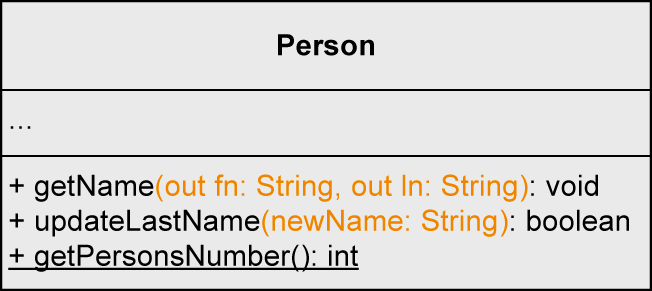 Person
...
+ getName(out fn: String, out ln: String): void
+ updateLastName(newName: String): boolean
+ getPersonsNumber(): int